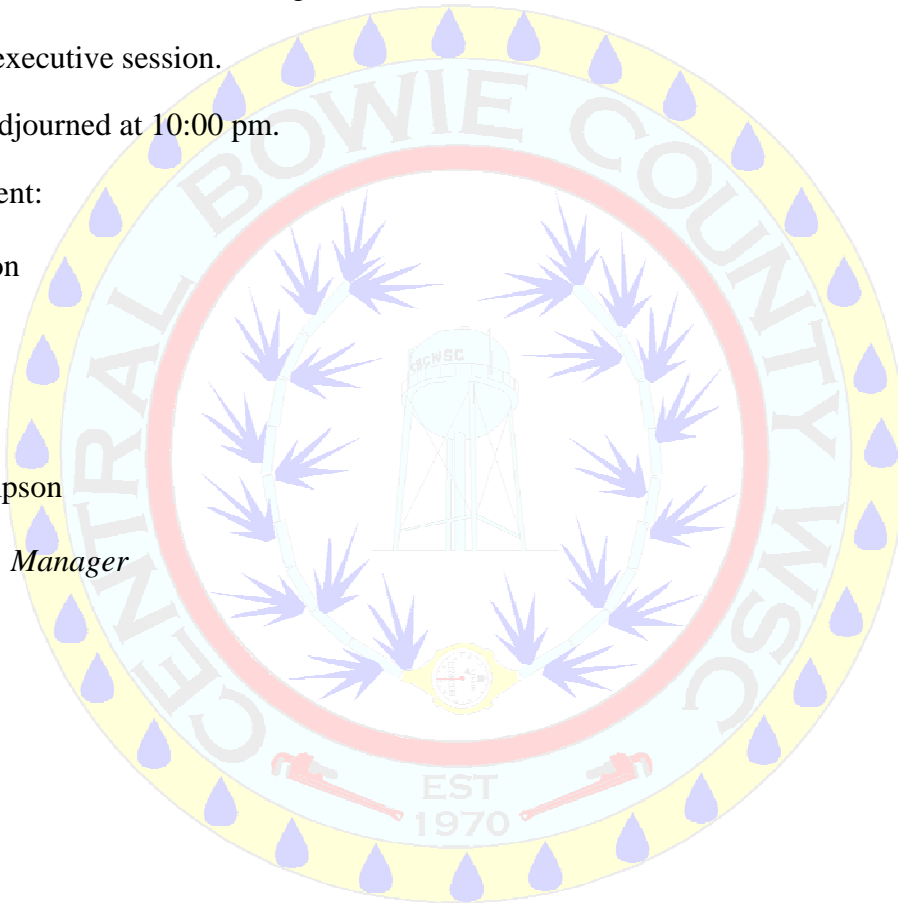 executive session.
djourned at 10:00 pm.
ent:
on
CENTRAL BOWIE COUNTY WSC
CBCWSC
pson
Manager
EST
1970